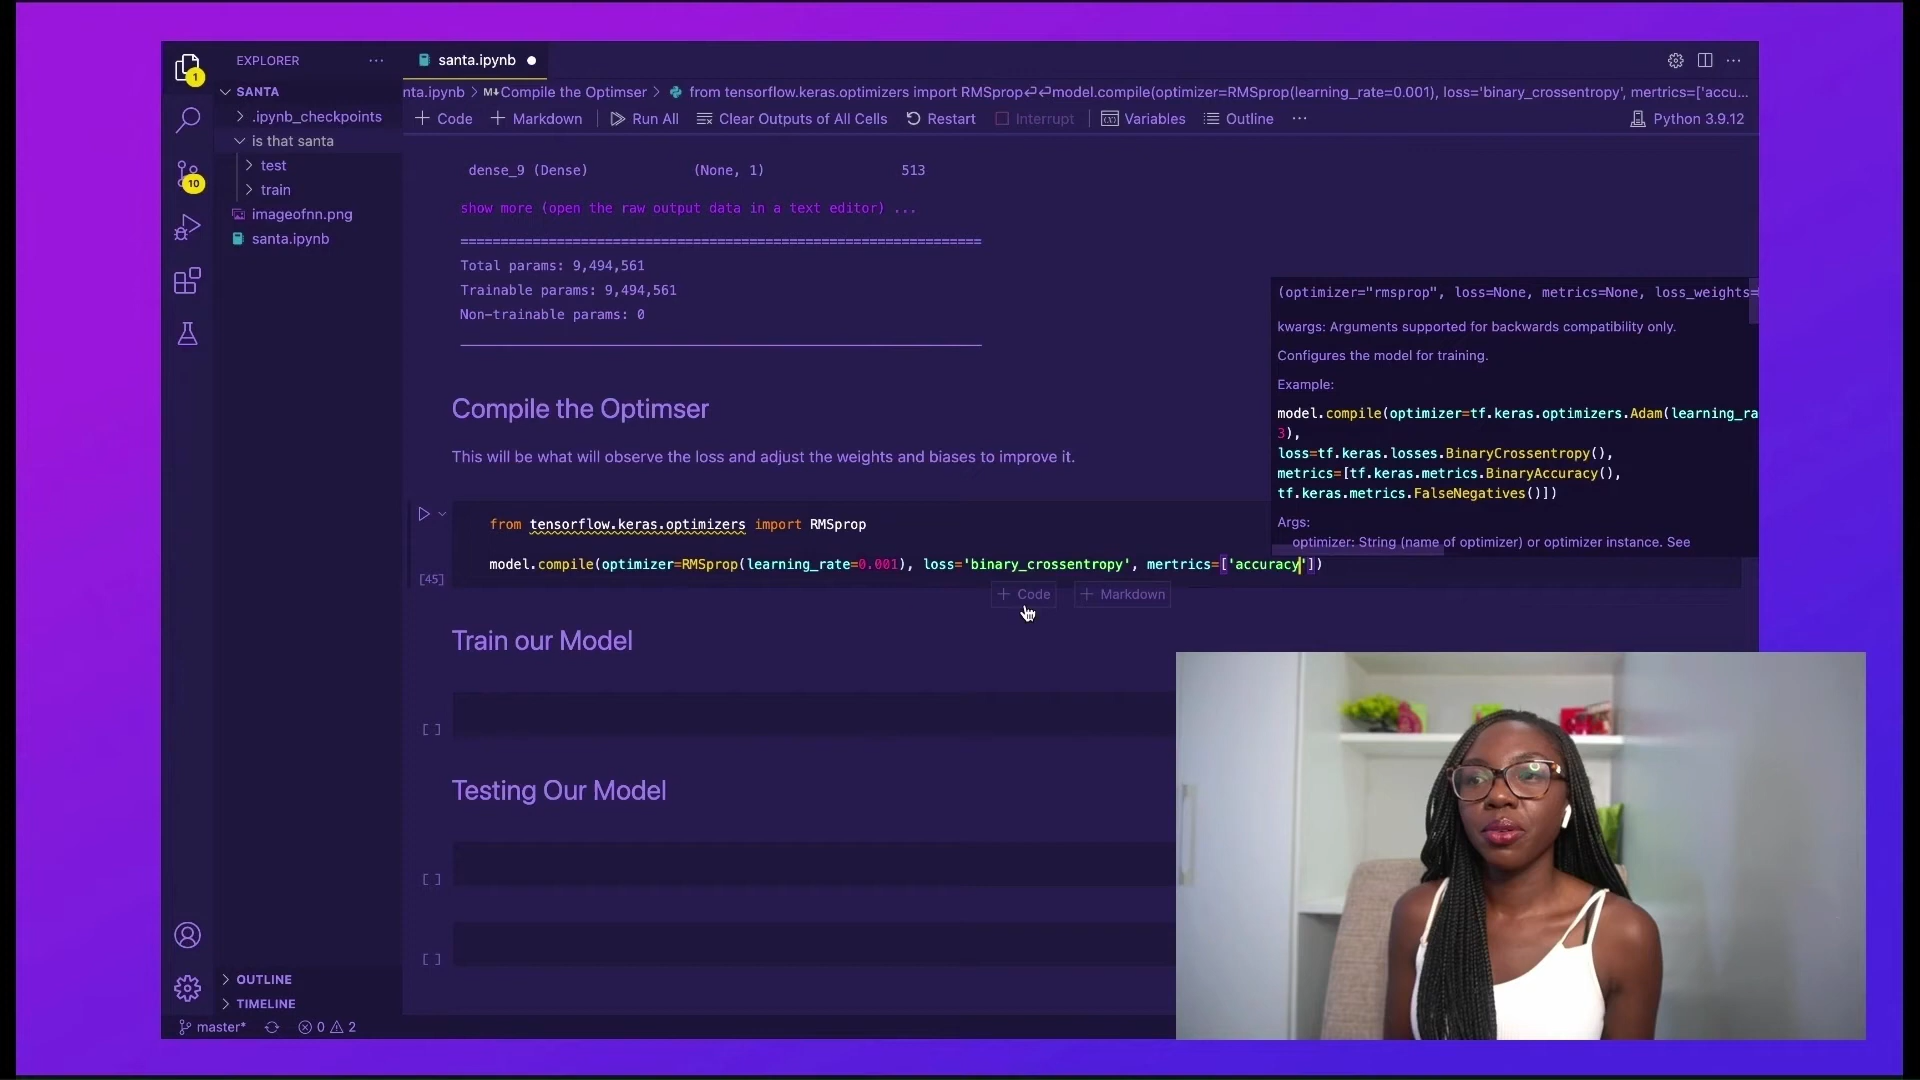 EXPLORER
...
santa.ipynb
SANTA
.ipynb_checkpoints
is that santa
test
train
imageofnn.png
santa.ipynb
OUTLINE
TIMELINE
1
10
master*
0
2
nta.ipynb > M↓Compile the Optimser > from tensorflow.keras.optimizers import RMSprop↩↩model.compile(optimizer=RMSprop(learning_rate=0.001), loss='binary_crossentropy', mertrics=['accu...
+ Code + Markdown Run All Clear Outputs of All Cells Restart Interrupt Variables Outline ... Python 3.9.12
dense_9 (Dense) (None, 1) 513
show more (open the raw output data in a text editor) ...
=================================================================
Total params: 9,494,561
Trainable params: 9,494,561
Non-trainable params: 0
Compile the Optimser
This will be what will observe the loss and adjust the weights and biases to improve it.
from tensorflow.keras.optimizers import RMSprop
model.compile(optimizer=RMSprop(learning_rate=0.001), loss='binary_crossentropy', mertrics=['accuracy'])
[45]
+ Code + Markdown
(optimizer="rmsprop", loss=None, metrics=None, loss_weights=
kwargs: Arguments supported for backwards compatibility only.
Configures the model for training.
Example:
model.compile(optimizer=tf.keras.optimizers.Adam(learning_ra
3),
loss=tf.keras.losses.BinaryCrossentropy(),
metrics=[tf.keras.metrics.BinaryAccuracy(),
tf.keras.metrics.FalseNegatives()])
Args:
optimizer: String (name of optimizer) or optimizer instance. See
Train our Model
[ ]
Testing Our Model
[ ]
[ ]